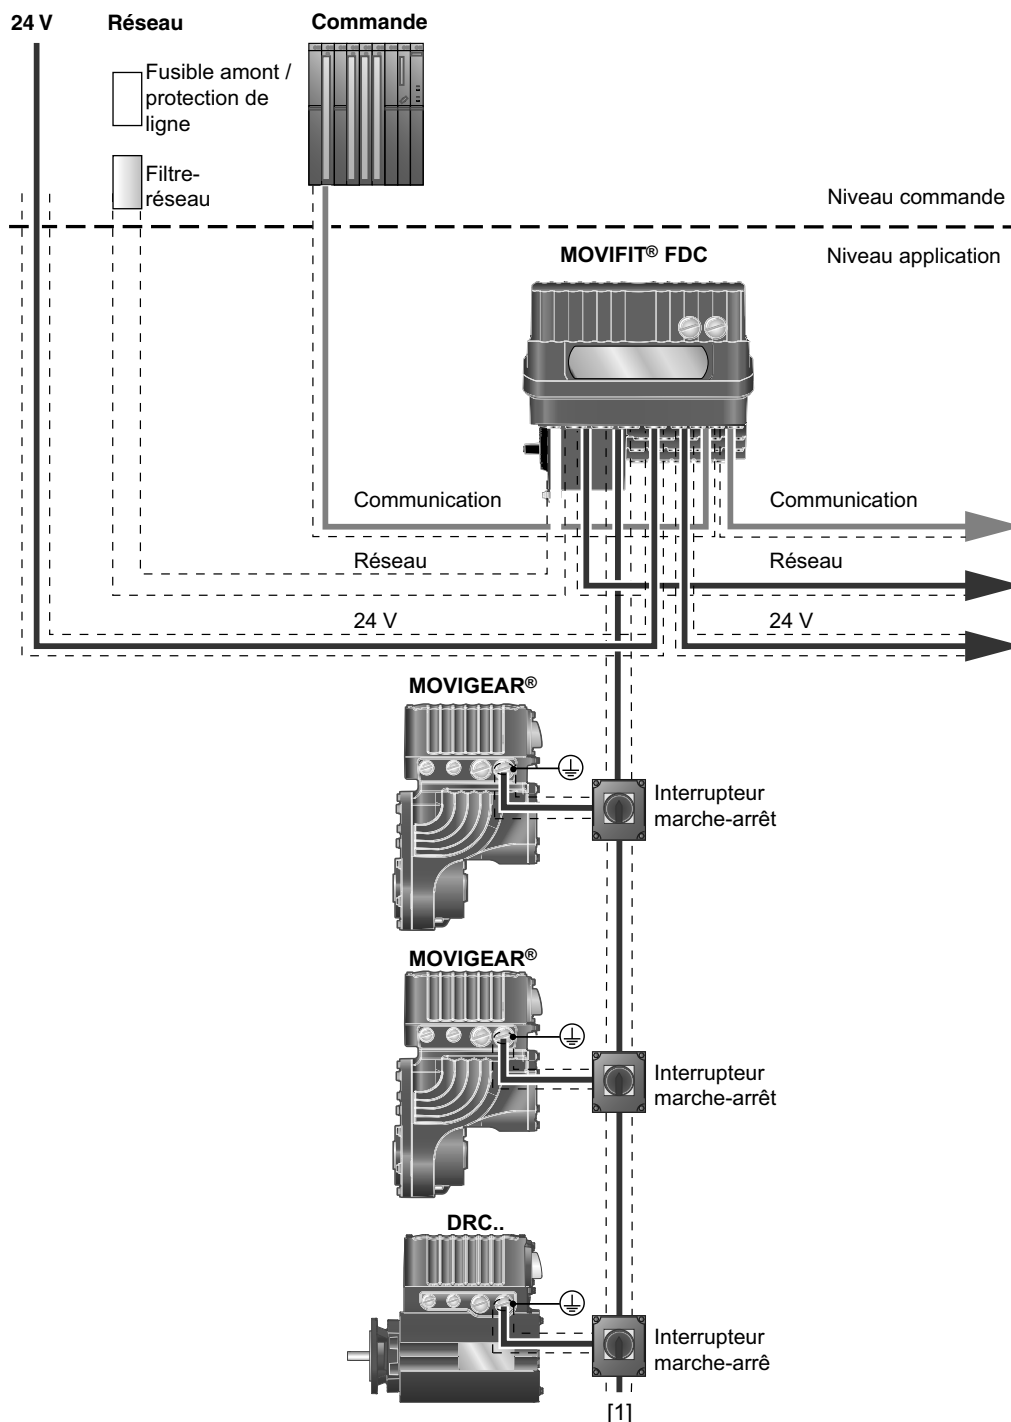 24 V
Réseau
Commande
Fusible amont /
protection de
ligne
Filtre-
réseau
Niveau commande
MOVIFIT® FDC
Niveau application
Communication
Communication
Réseau
Réseau
24 V
24 V
MOVIGEAR®
Interrupteur
marche-arrêt
MOVIGEAR®
Interrupteur
marche-arrêt
DRC..
Interrupteur
marche-arrê
[1]